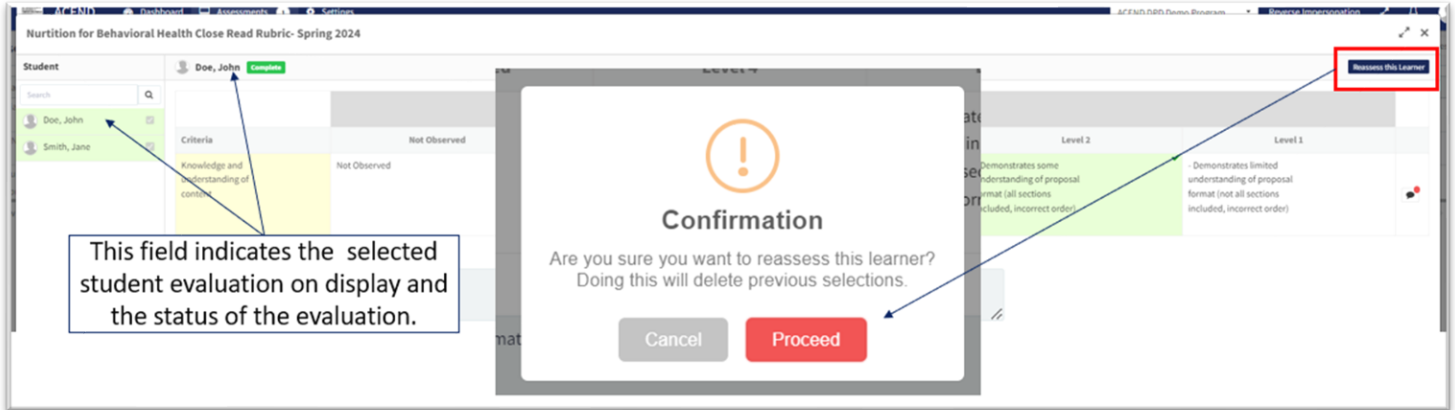 ACEND Dashboard Assessments Settings ACEND DPD Demo Program Reverse Impersonation
Nurtition for Behavioral Health Close Read Rubric- Spring 2024
Student
Doe, John Complete
Reassess this Learner
Search
Doe, John
Smith, Jane
Level 4
Criteria
Not Observed
Level 2
Level 1
Knowledge and
understanding of
content
Not Observed
Demonstrates some
understanding of proposal
format (all sections
included, incorrect order)
- Demonstrates limited
understanding of proposal
format (not all sections
included, incorrect order)
This field indicates the selected
student evaluation on display and
the status of the evaluation.
Confirmation
Are you sure you want to reassess this learner?
Doing this will delete previous selections.
Cancel
Proceed